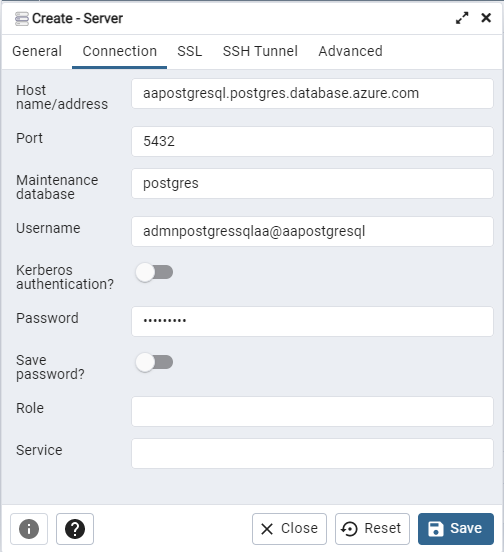 Create - Server
General Connection SSL SSH Tunnel Advanced
Host
name/address
aapostgresql.postgres.database.azure.com
Port
5432
Maintenance
database
postgres
Username
admnpostgressqlaa@aapostgresql
Kerberos
authentication?
Password
•••••••••
Save
password?
Role
Service
Close Reset Save